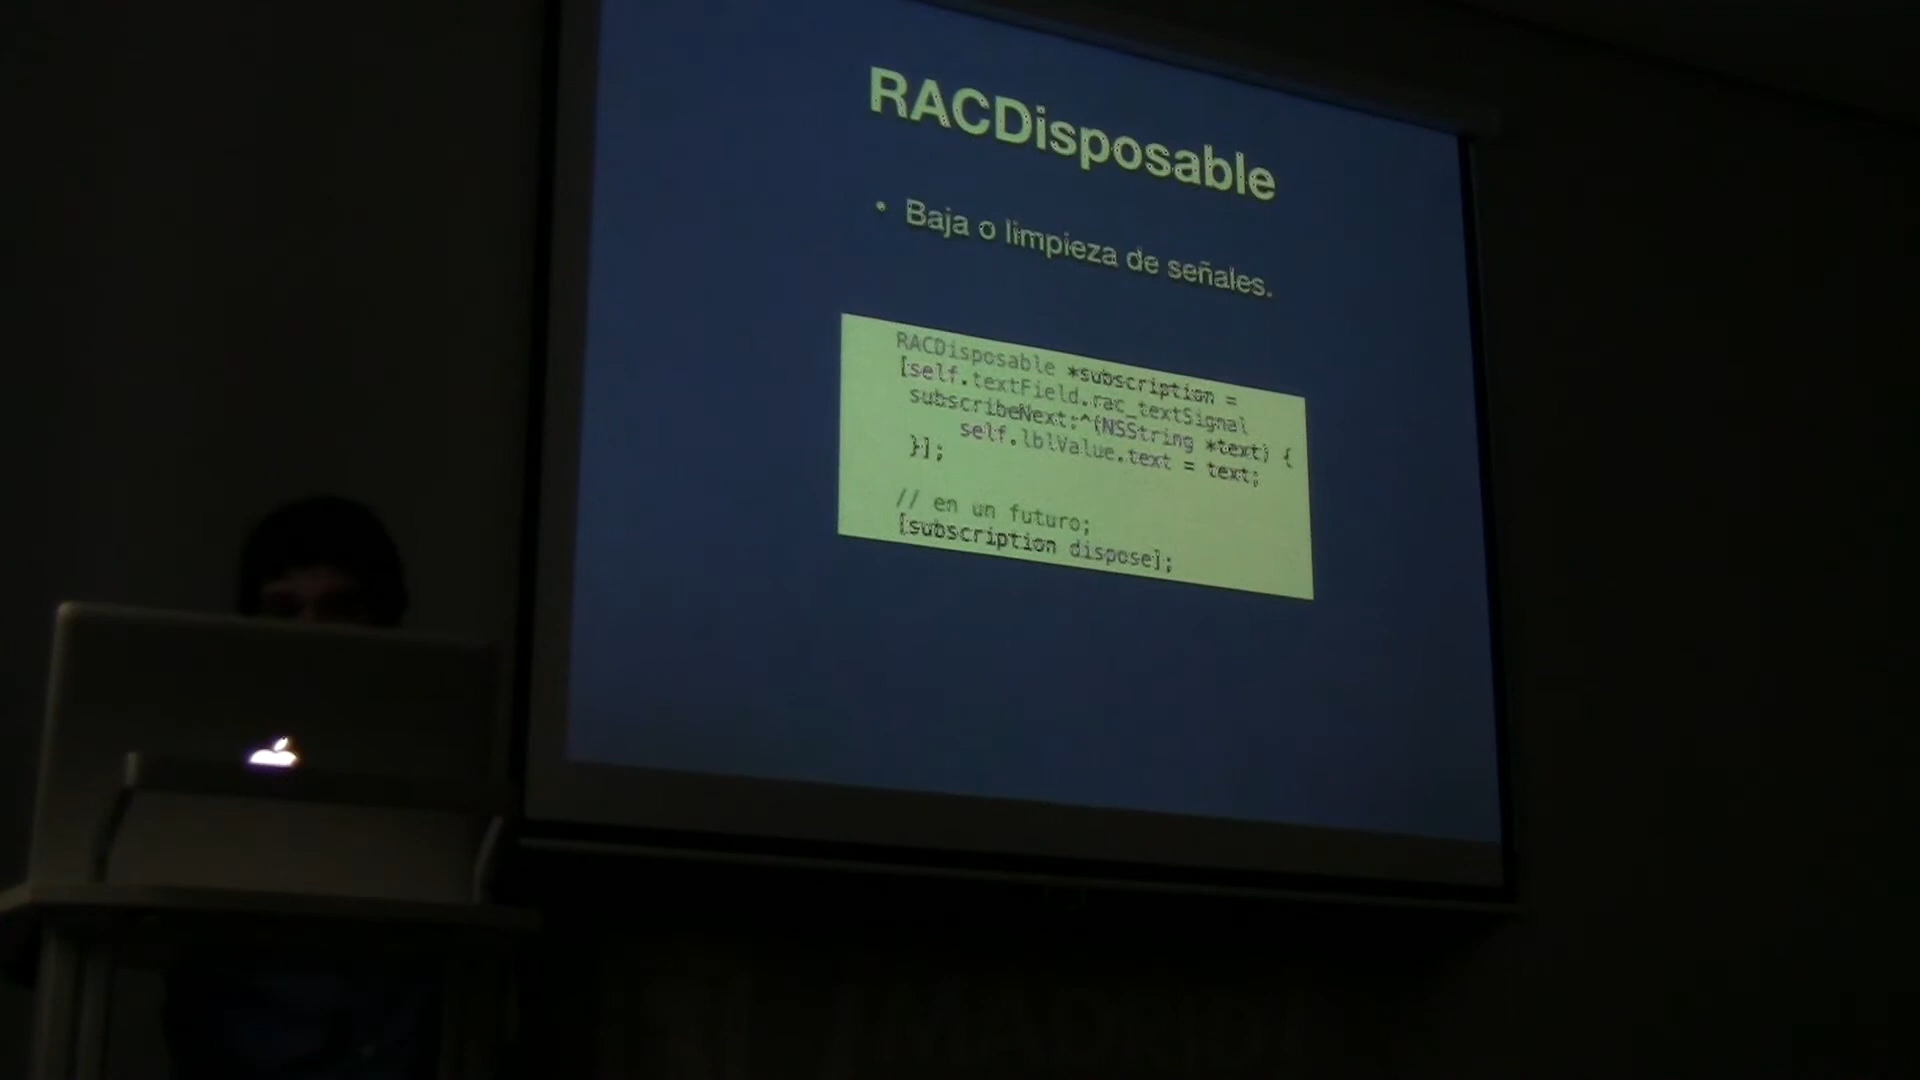 RACDisposable
• Baja o limpieza de señales.
RACDisposable *subscription =
[self.textField.rac_textSignal
subscribeNext:^(NSString *text) {
self.lblValue.text = text;
}];
// en un futuro;
[subscription dispose];